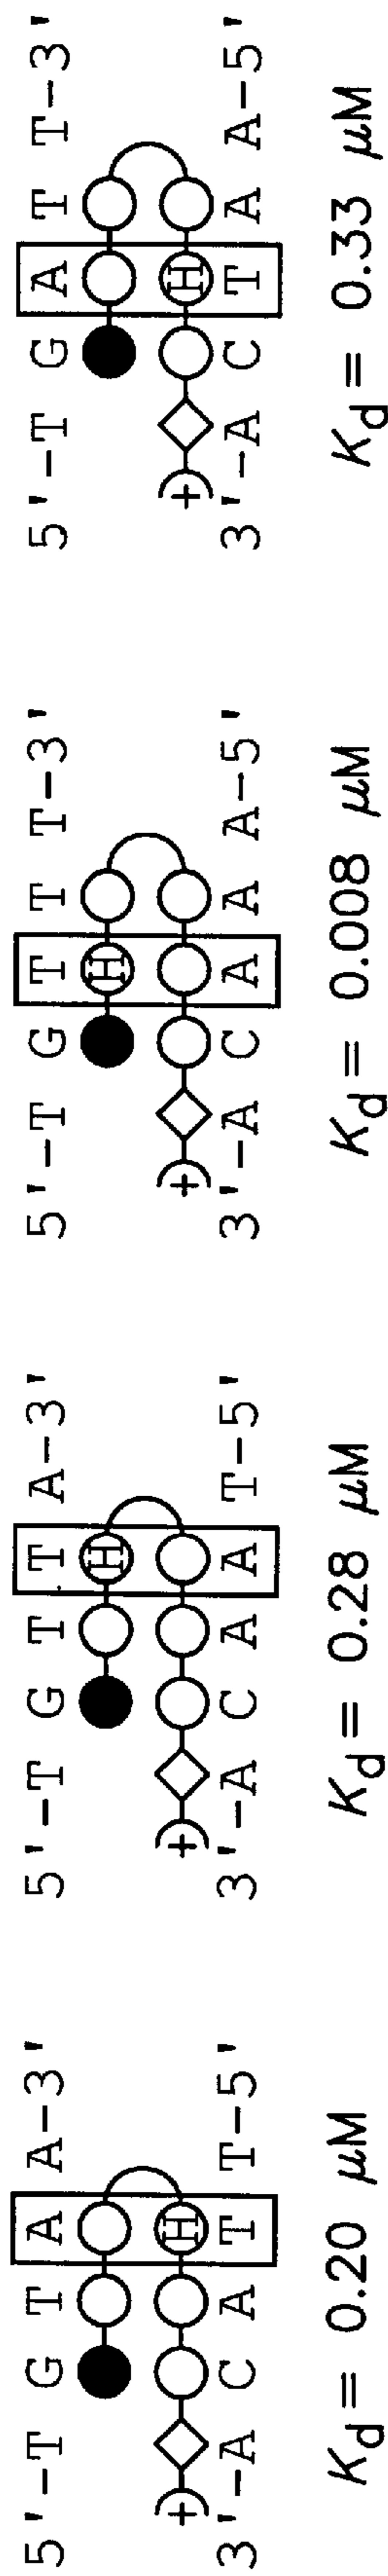 5'-T G T A A-3'
+ H
3'-A C A T T-5'
Kd = 0.20 μM
5'-T G T T A-3'
H
+
3'-A C A A T-5'
Kd = 0.28 μM
5'-T G T T T-3'
H
+
3'-A C A A A-5'
Kd = 0.008 μM
5'-T G A T T-3'
+ H
3'-A C T A A-5'
Kd = 0.33 μM